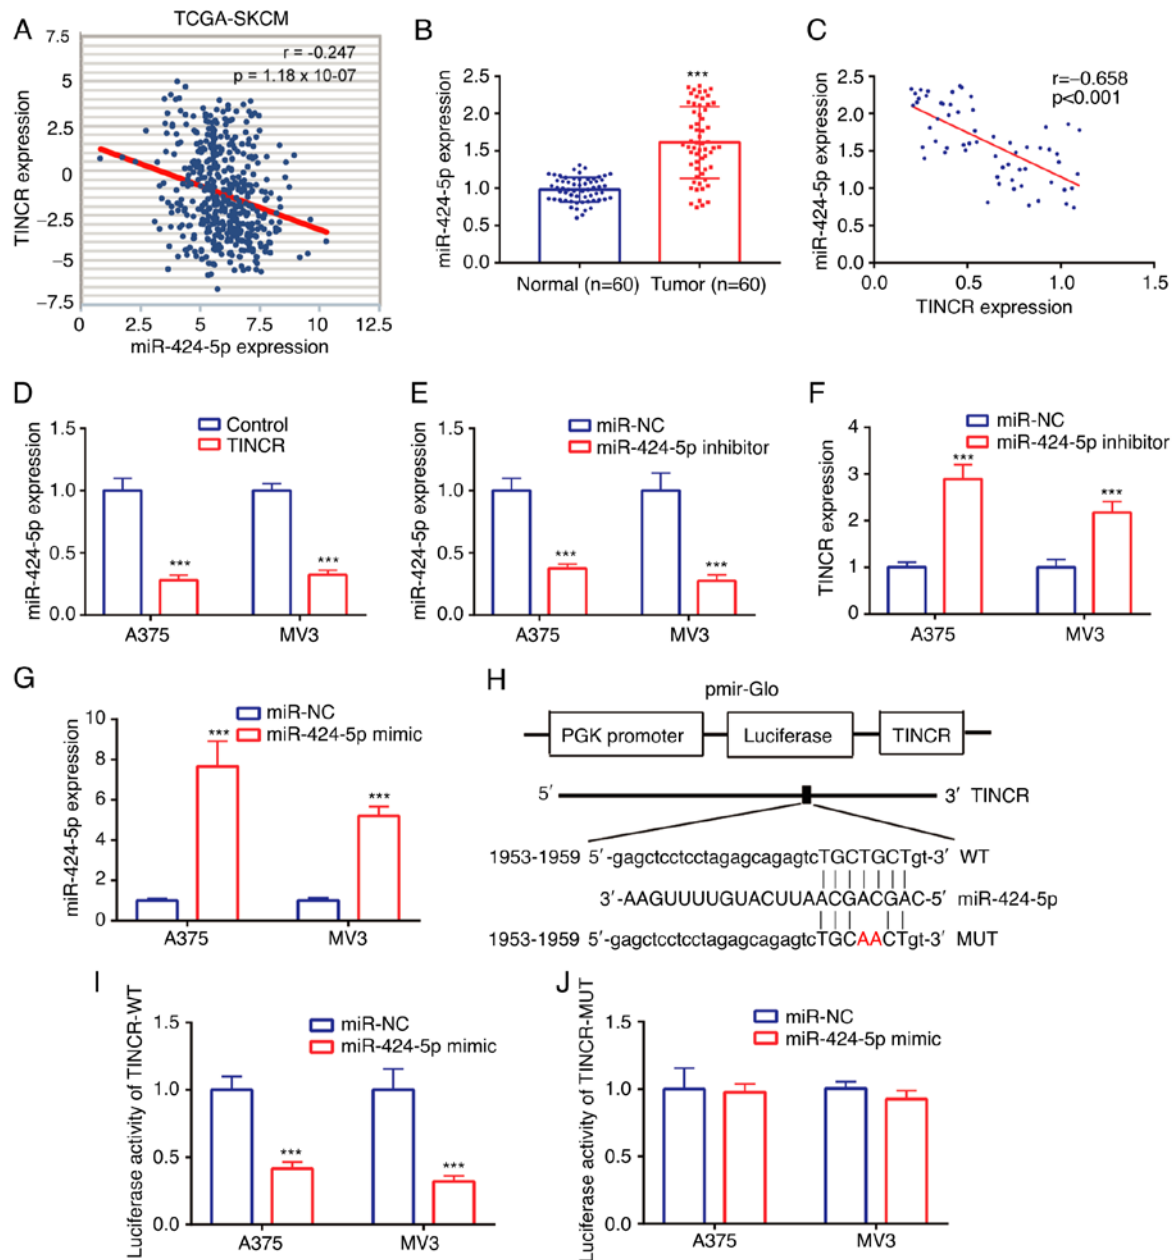 A
TCGA-SKCM
r = -0.247
p = 1.18 x 10-07
TINCR expression
7.5
5
2.5
0
−2.5
−5
−7.5
0 2.5 5 7.5 10 12.5
miR-424-5p expression
B
miR-424-5p expression
2.5
2.0
1.5
1.0
0.5
0.0
***
Normal (n=60) Tumor (n=60)
C
r=−0.658
p<0.001
miR-424-5p expression
2.5
2.0
1.5
1.0
0.5
0.0
0.0 0.5 1.0 1.5
TINCR expression
D
Control
TINCR
miR-424-5p expression
1.5
1.0
0.5
0.0
*** ***
A375 MV3
E
miR-NC
miR-424-5p inhibitor
miR-424-5p expression
1.5
1.0
0.5
0.0
*** ***
A375 MV3
F
miR-NC
miR-424-5p inhibitor
TINCR expression
4
3
2
1
0
*** ***
A375 MV3
G
miR-NC
miR-424-5p mimic
miR-424-5p expression
10
8
6
4
2
0
*** ***
A375 MV3
H
pmir-Glo
PGK promoter Luciferase TINCR
5′ 3′ TINCR
1953-1959 5′-gagctcctcctagagcagagtcTGCTGCTgt-3′ WT
3′-AAGUUUUGUACUUAACGACGAC-5′ miR-424-5p
1953-1959 5′-gagctcctcctagagcagagtcTGCAACTgt-3′ MUT
I
miR-NC
miR-424-5p mimic
Luciferase activity of TINCR-WT
1.5
1.0
0.5
0.0
*** ***
A375 MV3
J
miR-NC
miR-424-5p mimic
Luciferase activity of TINCR-MUT
1.5
1.0
0.5
0.0
A375 MV3